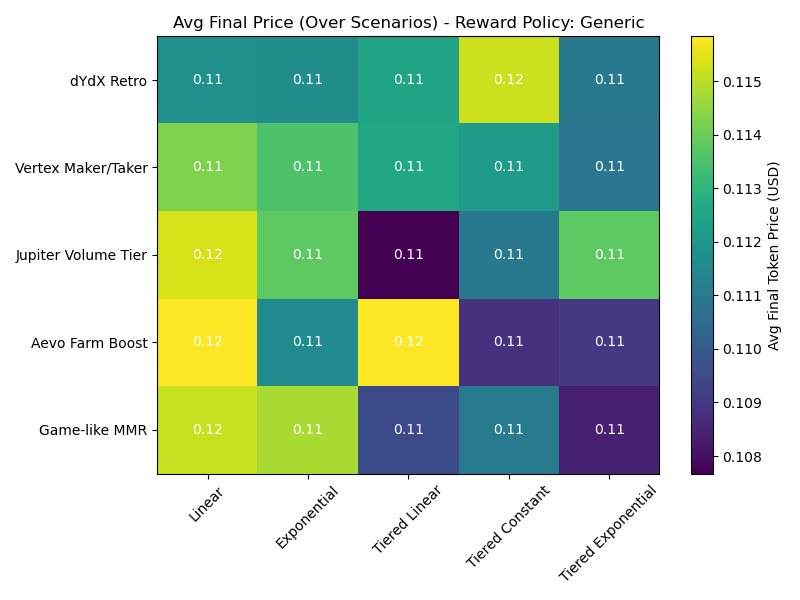 Avg Final Price (Over Scenarios) - Reward Policy: Generic
dYdX Retro 0.11 0.11 0.11 0.12 0.11
Vertex Maker/Taker 0.11 0.11 0.11 0.11 0.11
Jupiter Volume Tier 0.12 0.11 0.11 0.11 0.11
Aevo Farm Boost 0.12 0.11 0.12 0.11 0.11
Game-like MMR 0.12 0.11 0.11 0.11 0.11
Linear
Exponential
Tiered Linear
Tiered Constant
Tiered Exponential
0.115
0.114
0.113
0.112
0.111
0.110
0.109
0.108
Avg Final Token Price (USD)